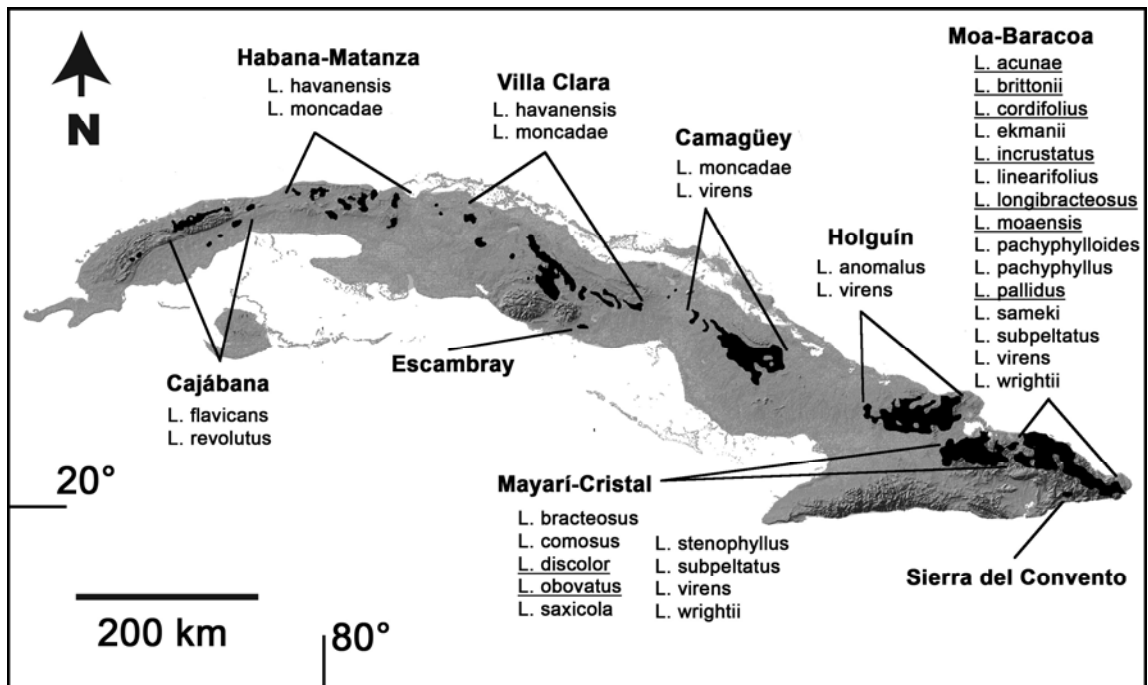 N
Habana-Matanza
L. havanensis
L. moncadae
Villa Clara
L. havanensis
L. moncadae
Camagüey
L. moncadae
L. virens
Holguín
L. anomalus
L. virens
Moa-Baracoa
L. acunae
L. brittonii
L. cordifolius
L. ekmanii
L. incrustatus
L. linearifolius
L. longibracteosus
L. moaensis
L. pachyphylloides
L. pachyphyllus
L. pallidus
L. sameki
L. subpeltatus
L. virens
L. wrightii
Cajábana
L. flavicans
L. revolutus
Escambray
Mayarí-Cristal
L. bracteosus
L. comosus
L. discolor
L. obovatus
L. saxicola
L. stenophyllus
L. subpeltatus
L. virens
L. wrightii
Sierra del Convento
20°
200 km
80°